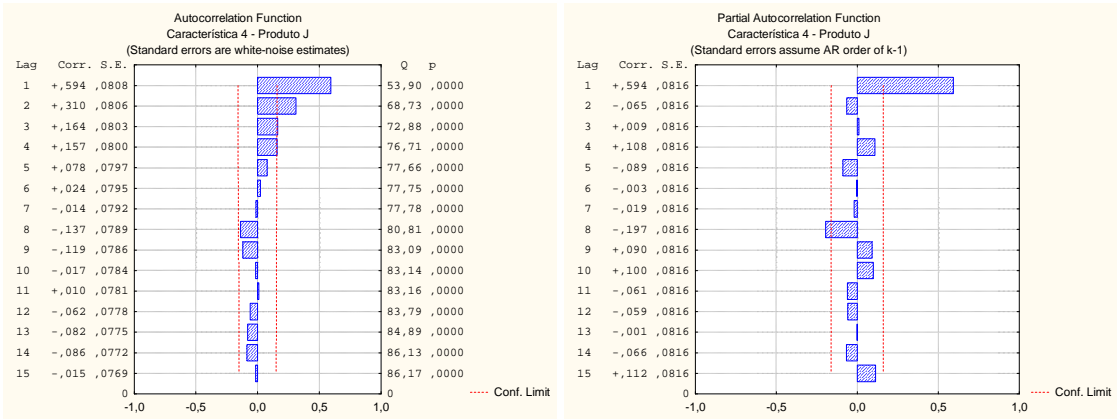 Autocorrelation Function
Característica 4 - Produto J
(Standard errors are white-noise estimates)
Lag Corr. S.E. Q p
1 +,594 ,0808 53,90 ,0000
2 +,310 ,0806 68,73 ,0000
3 +,164 ,0803 72,88 ,0000
4 +,157 ,0800 76,71 ,0000
5 +,078 ,0797 77,66 ,0000
6 +,024 ,0795 77,75 ,0000
7 -,014 ,0792 77,78 ,0000
8 -,137 ,0789 80,81 ,0000
9 -,119 ,0786 83,09 ,0000
10 -,017 ,0784 83,14 ,0000
11 +,010 ,0781 83,16 ,0000
12 -,062 ,0778 83,79 ,0000
13 -,082 ,0775 84,89 ,0000
14 -,086 ,0772 86,13 ,0000
15 -,015 ,0769 86,17 ,0000
0 0
-1,0 -0,5 0,0 0,5 1,0
Conf. Limit
Partial Autocorrelation Function
Característica 4 - Produto J
(Standard errors assume AR order of k-1)
Lag Corr. S.E.
1 +,594 ,0816
2 -,065 ,0816
3 +,009 ,0816
4 +,108 ,0816
5 -,089 ,0816
6 -,003 ,0816
7 -,019 ,0816
8 -,197 ,0816
9 +,090 ,0816
10 +,100 ,0816
11 -,061 ,0816
12 -,059 ,0816
13 -,001 ,0816
14 -,066 ,0816
15 +,112 ,0816
0 0
-1,0 -0,5 0,0 0,5 1,0
Conf. Limit